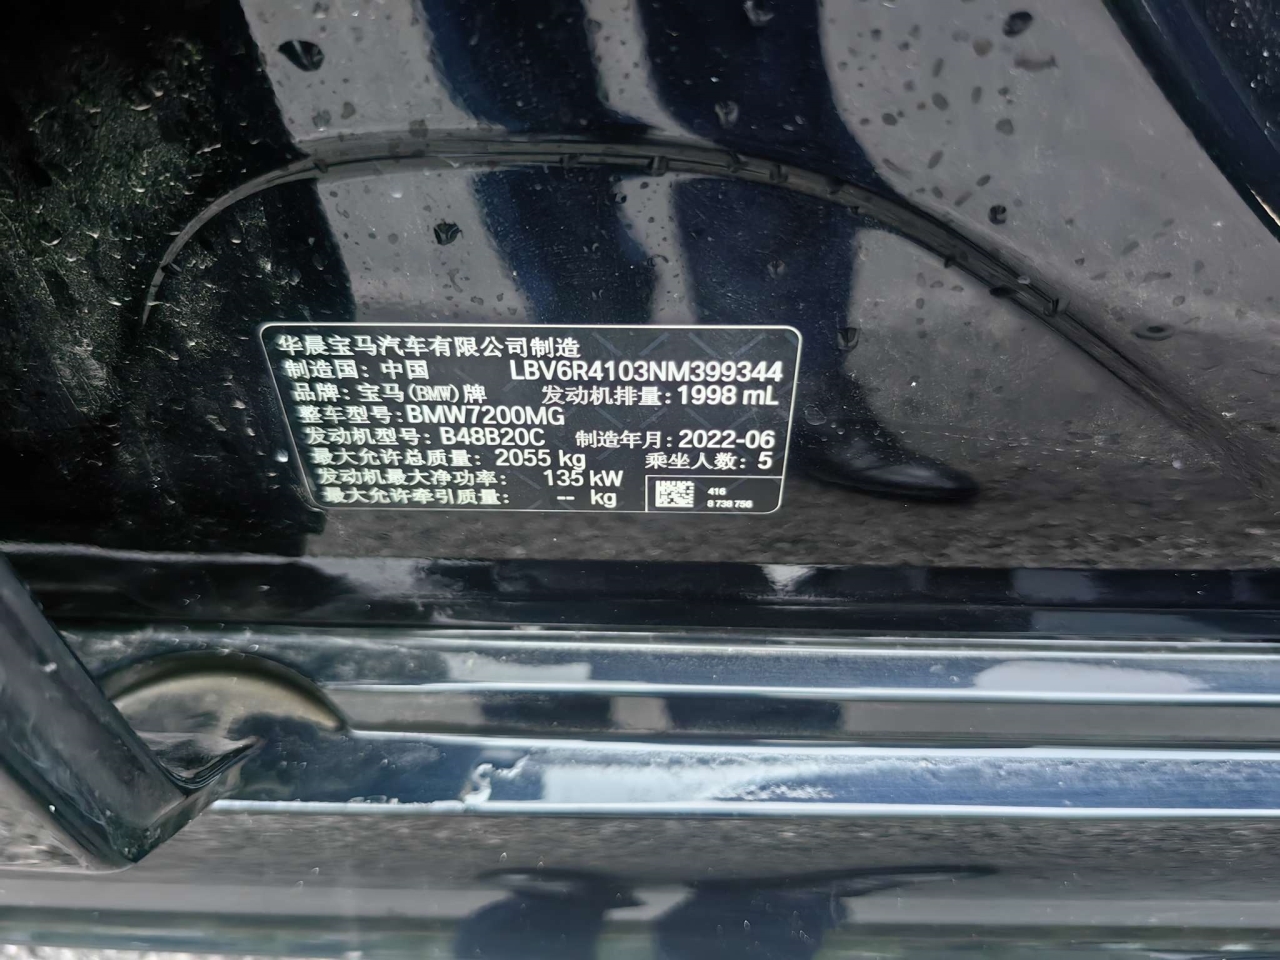 华晨宝马汽车有限公司制造
制造国：中国 LBV6R4103NM399344
品牌：宝马(BMW)牌 发动机排量：1998 mL
整车型号：BMW7200MG
发动机型号：B48B20C 制造年月：2022-06
最大允许总质量：2055 kg 乘坐人数：5
发动机最大净功率：135 kW
最大允许牵引质量：-- kg
416
8 738 756